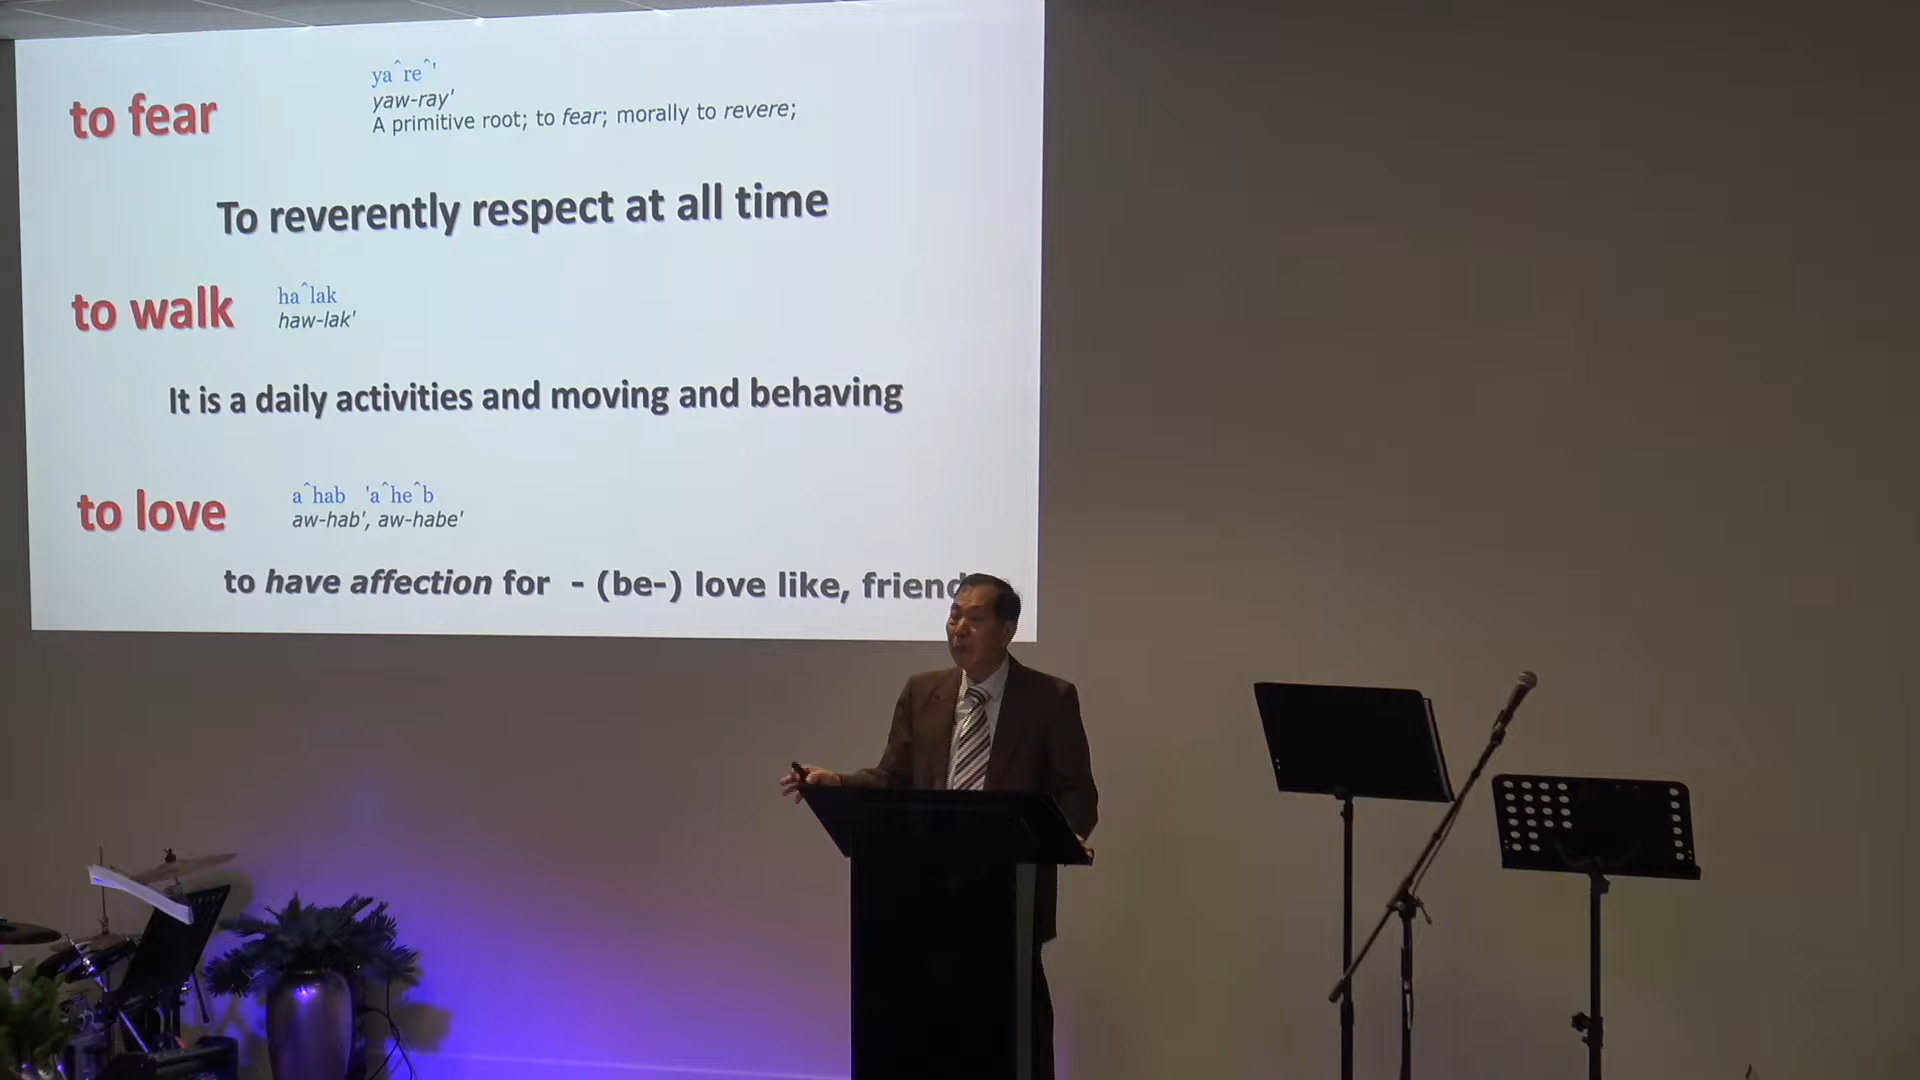 to fear
ya^re^'
yaw-ray'
A primitive root; to fear; morally to revere;
To reverently respect at all time
to walk
ha^lak
haw-lak'
It is a daily activities and moving and behaving
to love
a^hab 'a^he^b
aw-hab', aw-habe'
to have affection for - (be-) love like, friend